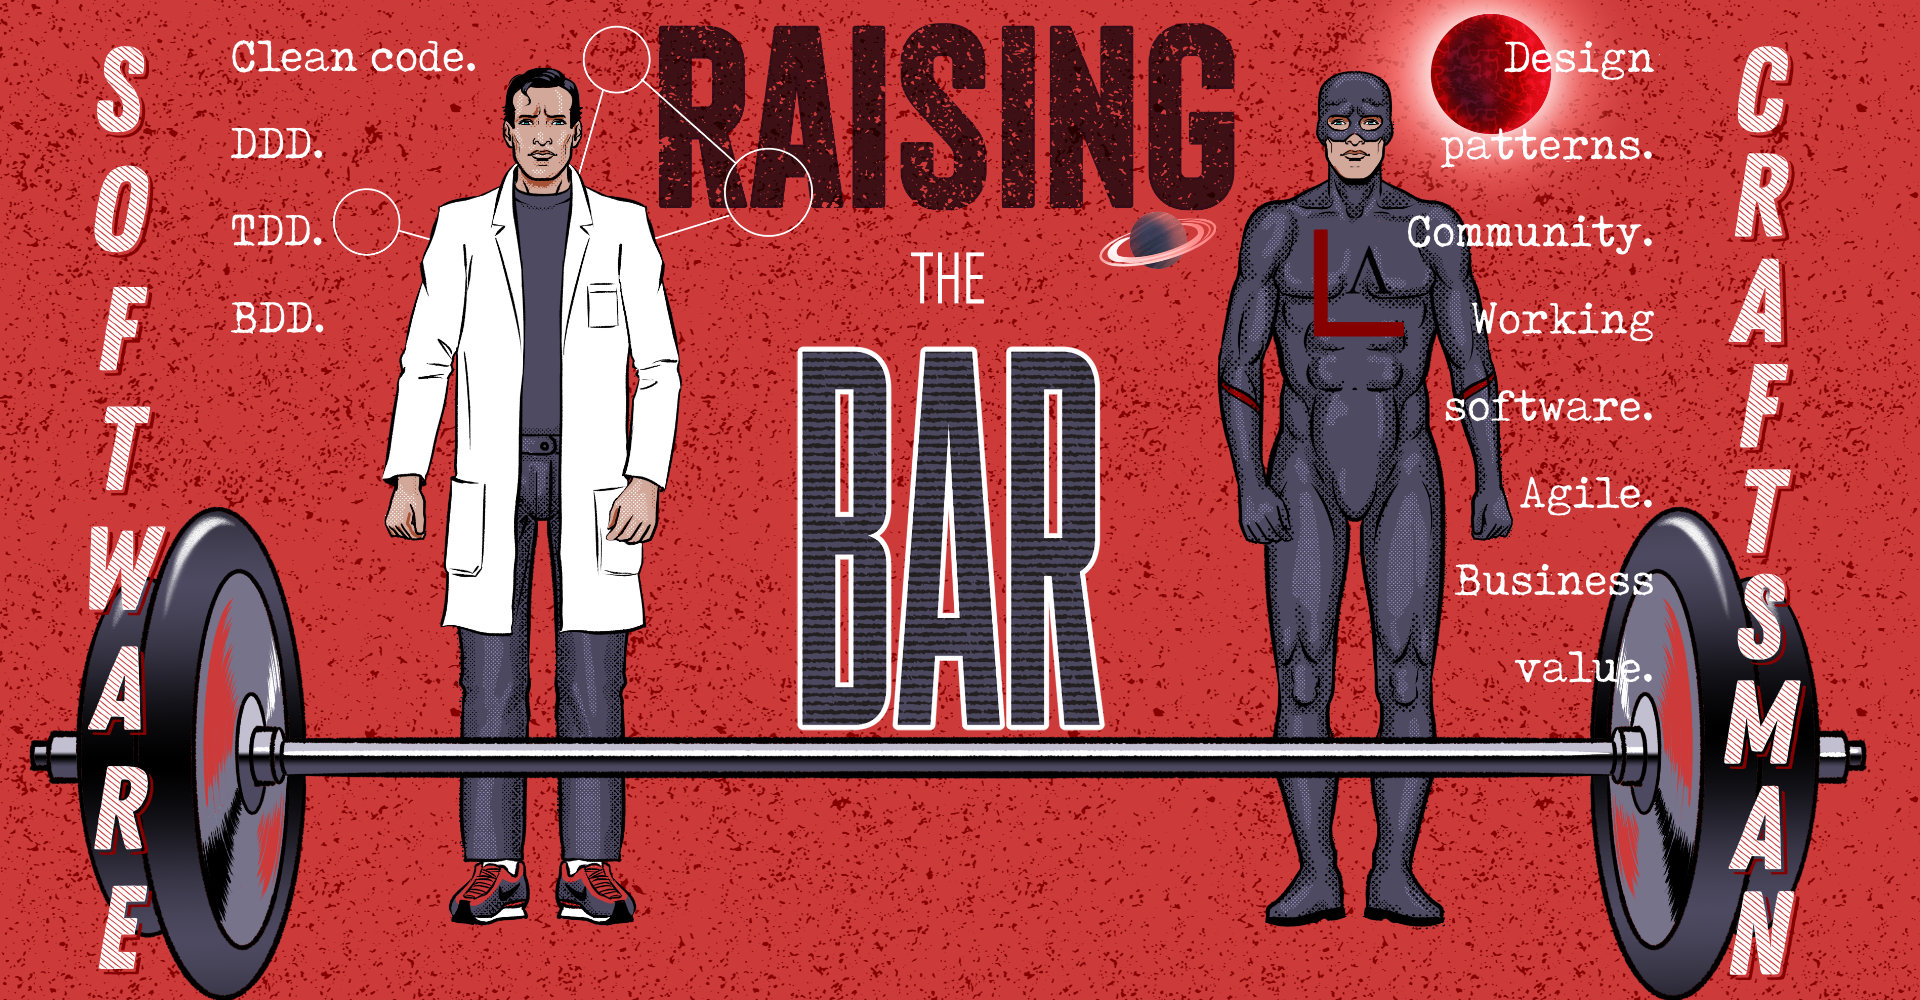 SOFTWARE
Clean code.
DDD.
TDD.
BDD.
RAISING
THE
BAR
L Λ
Design
patterns.
Community.
Working
software.
Agile.
Business
value.
CRAFTSMAN